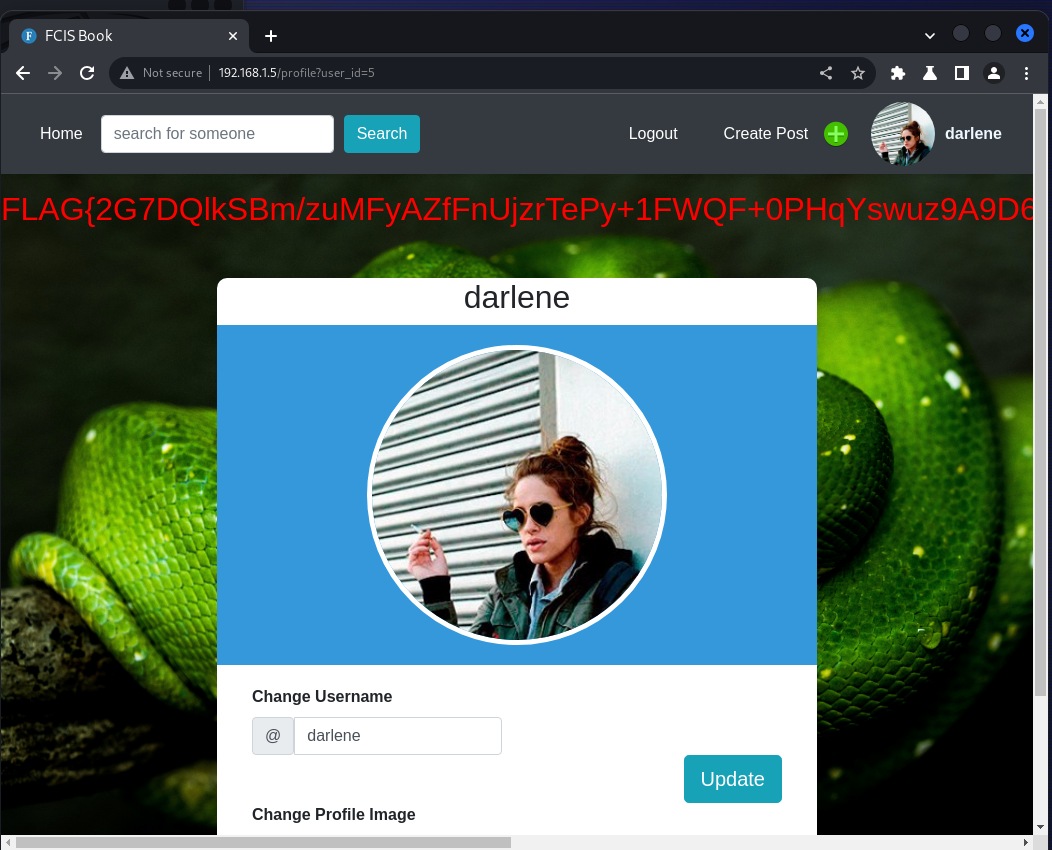 FCIS Book
Not secure 192.168.1.5/profile?user_id=5
Home search for someone Search Logout Create Post darlene
FLAG{2G7DQlkSBm/zuMFyAZfFnUjzrTePy+1FWQF+0PHqYswuz9A9D6
darlene
Change Username
@ darlene
Update
Change Profile Image